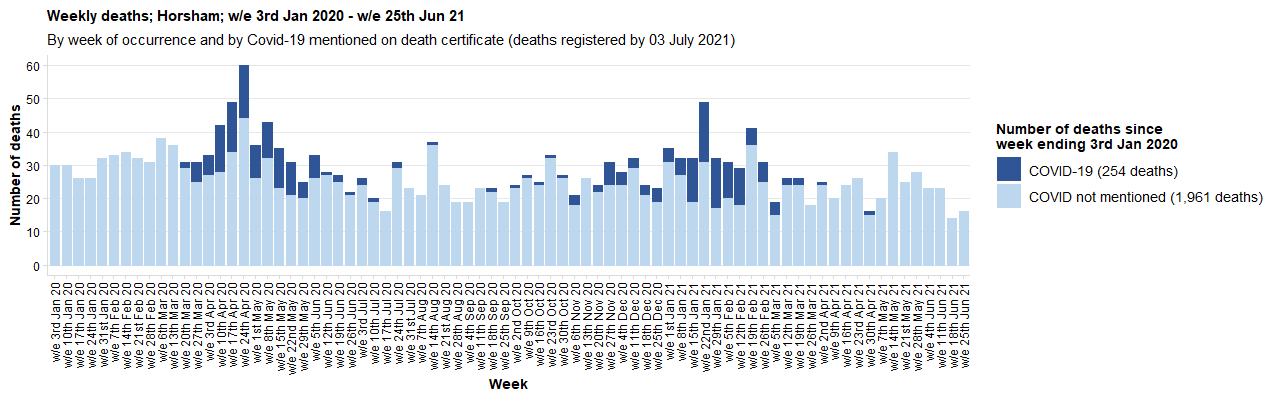 Weekly deaths; Horsham; w/e 3rd Jan 2020 - w/e 25th Jun 21
By week of occurrence and by Covid-19 mentioned on death certificate (deaths registered by 03 July 2021)
Number of deaths
60
50
40
30
20
10
0
w/e 3rd Jan 20
w/e 10th Jan 20
w/e 17th Jan 20
w/e 24th Jan 20
w/e 31st Jan 20
w/e 7th Feb 20
w/e 14th Feb 20
w/e 21st Feb 20
w/e 28th Feb 20
w/e 6th Mar 20
w/e 13th Mar 20
w/e 20th Mar 20
w/e 27th Mar 20
w/e 3rd Apr 20
w/e 10th Apr 20
w/e 17th Apr 20
w/e 24th Apr 20
w/e 1st May 20
w/e 8th May 20
w/e 15th May 20
w/e 22nd May 20
w/e 29th May 20
w/e 5th Jun 20
w/e 12th Jun 20
w/e 19th Jun 20
w/e 26th Jun 20
w/e 3rd Jul 20
w/e 10th Jul 20
w/e 17th Jul 20
w/e 24th Jul 20
w/e 31st Jul 20
w/e 7th Aug 20
w/e 14th Aug 20
w/e 21st Aug 20
w/e 28th Aug 20
w/e 4th Sep 20
w/e 11th Sep 20
w/e 18th Sep 20
w/e 25th Sep 20
w/e 2nd Oct 20
w/e 9th Oct 20
w/e 16th Oct 20
w/e 23rd Oct 20
w/e 30th Oct 20
w/e 6th Nov 20
w/e 13th Nov 20
w/e 20th Nov 20
w/e 27th Nov 20
w/e 4th Dec 20
w/e 11th Dec 20
w/e 18th Dec 20
w/e 25th Dec 20
w/e 1st Jan 21
w/e 8th Jan 21
w/e 15th Jan 21
w/e 22nd Jan 21
w/e 29th Jan 21
w/e 5th Feb 21
w/e 12th Feb 21
w/e 19th Feb 21
w/e 26th Feb 21
w/e 5th Mar 21
w/e 12th Mar 21
w/e 19th Mar 21
w/e 26th Mar 21
w/e 2nd Apr 21
w/e 9th Apr 21
w/e 16th Apr 21
w/e 23rd Apr 21
w/e 30th Apr 21
w/e 7th May 21
w/e 14th May 21
w/e 21st May 21
w/e 28th May 21
w/e 4th Jun 21
w/e 11th Jun 21
w/e 18th Jun 21
w/e 25th Jun 21
Week
Number of deaths since
week ending 3rd Jan 2020
COVID-19 (254 deaths)
COVID not mentioned (1,961 deaths)